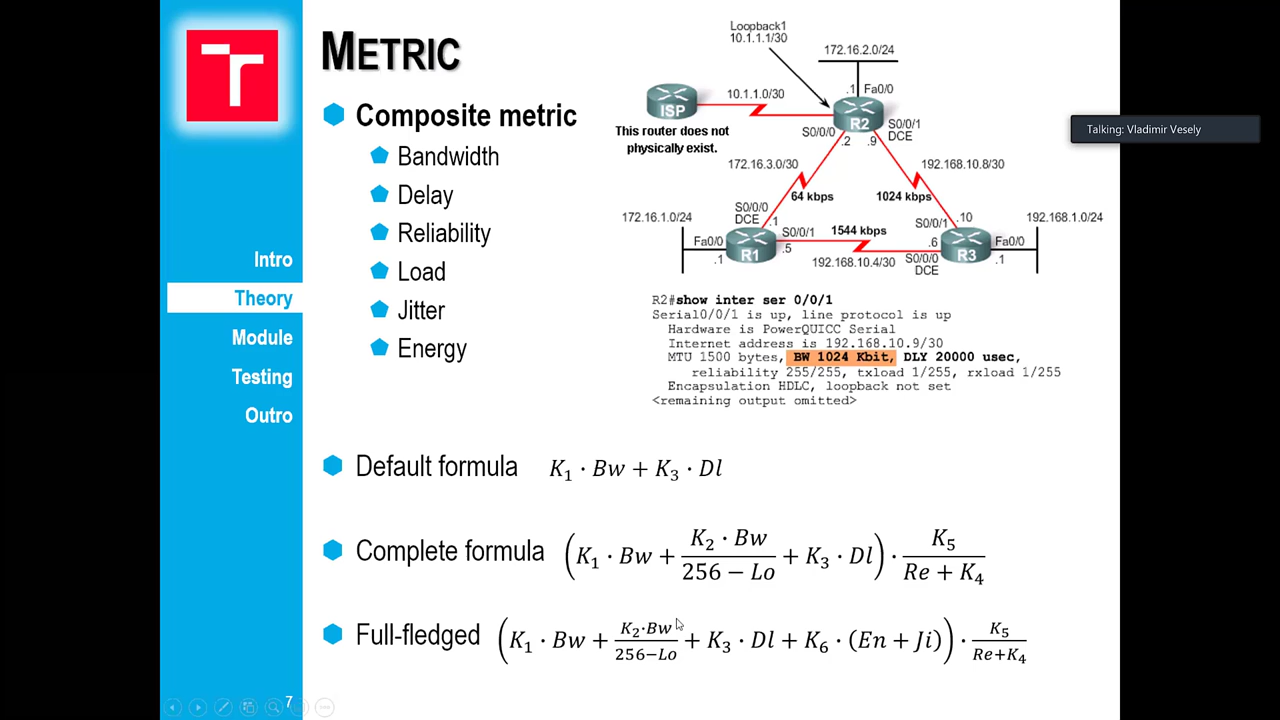 METRIC
Composite metric
Bandwidth
Delay
Reliability
Load
Jitter
Energy
Intro
Theory
Module
Testing
Outro
Loopback1
10.1.1.1/30
172.16.2.0/24
10.1.1.0/30
.1
Fa0/0
ISP
R2
S0/0/1
DCE
This router does not
physically exist.
S0/0/0
.2
.9
172.16.3.0/30
192.168.10.8/30
64 kbps
1024 kbps
172.16.1.0/24
S0/0/0
DCE
.1
S0/0/1
.10
192.168.1.0/24
Fa0/0
.1
R1
S0/0/1
.5
1544 kbps
192.168.10.4/30
.6
S0/0/0
DCE
R3
Fa0/0
.1
R2#show inter ser 0/0/1
Serial0/0/1 is up, line protocol is up
Hardware is PowerQUICC Serial
Internet address is 192.168.10.9/30
MTU 1500 bytes, BW 1024 Kbit, DLY 20000 usec,
reliability 255/255, txload 1/255, rxload 1/255
Encapsulation HDLC, loopback not set
<remaining output omitted>
Default formula K₁ · Bw + K₃ · Dl
Complete formula (K₁ · Bw + K₂ · Bw / 256 − Lo + K₃ · Dl) · K₅ / Re + K₄
Full-fledged (K₁ · Bw + K₂·Bw / 256−Lo + K₃ · Dl + K₆ · (En + Ji)) · K₅ / Re+K₄
7
Talking: Vladimir Vesely